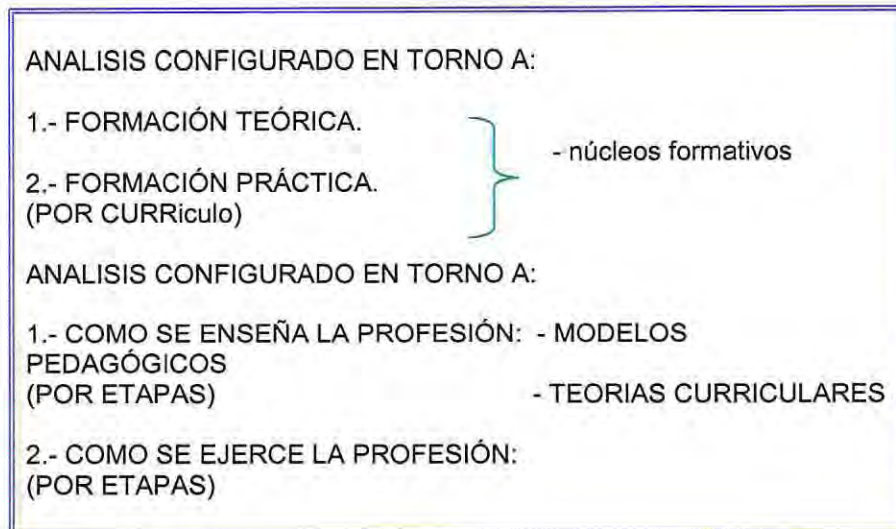 ANALISIS CONFIGURADO EN TORNO A:
1.- FORMACIÓN TEÓRICA.
- núcleos formativos
2.- FORMACIÓN PRÁCTICA.
(POR CURRiculo)
ANALISIS CONFIGURADO EN TORNO A:
1.- COMO SE ENSEÑA LA PROFESIÓN: - MODELOS
PEDAGÓGICOS
(POR ETAPAS) - TEORIAS CURRICULARES
2.- COMO SE EJERCE LA PROFESIÓN:
(POR ETAPAS)